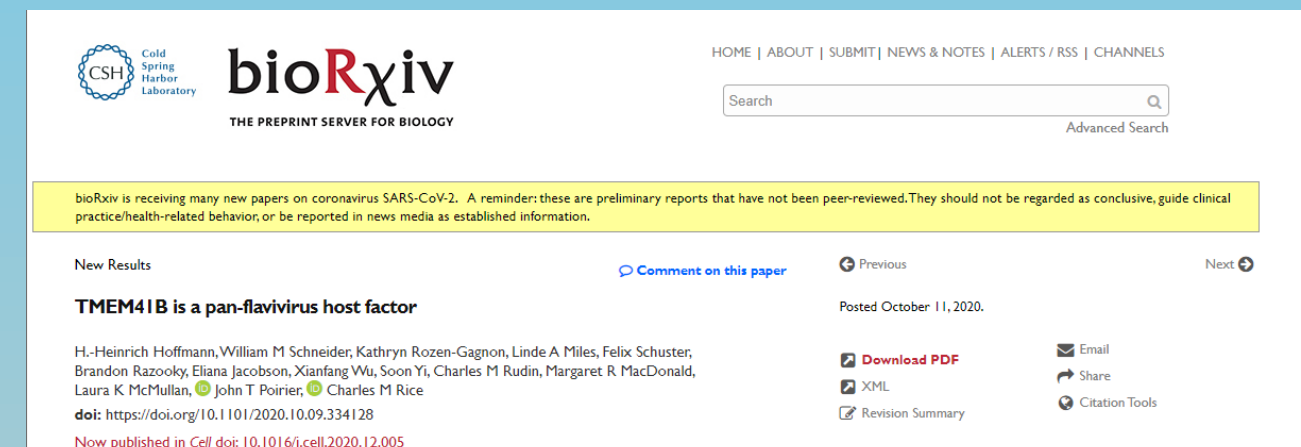 CSH
Cold
Spring
Harbor
Laboratory
bioRxiv
THE PREPRINT SERVER FOR BIOLOGY
HOME | ABOUT | SUBMIT | NEWS & NOTES | ALERTS / RSS | CHANNELS
Search
Advanced Search
bioRxiv is receiving many new papers on coronavirus SARS-CoV-2. A reminder: these are preliminary reports that have not been peer-reviewed. They should not be regarded as conclusive, guide clinical
practice/health-related behavior, or be reported in news media as established information.
New Results
Comment on this paper
TMEM41B is a pan-flavivirus host factor
H.-Heinrich Hoffmann, William M Schneider, Kathryn Rozen-Gagnon, Linde A Miles, Felix Schuster,
Brandon Razooky, Eliana Jacobson, Xianfang Wu, Soon Yi, Charles M Rudin, Margaret R MacDonald,
Laura K McMullan, iD John T Poirier, iD Charles M Rice
doi: https://doi.org/10.1101/2020.10.09.334128
Now published in Cell doi: 10.1016/j.cell.2020.12.005
Previous
Next
Posted October 11, 2020.
Download PDF
XML
Revision Summary
Email
Share
Citation Tools